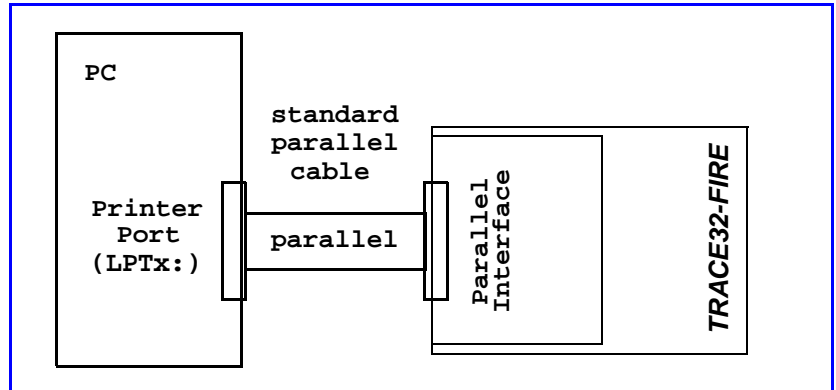 PC
standard
parallel
cable
Printer
Port
(LPTx:)
parallel
Parallel
Interface
TRACE32-FIRE